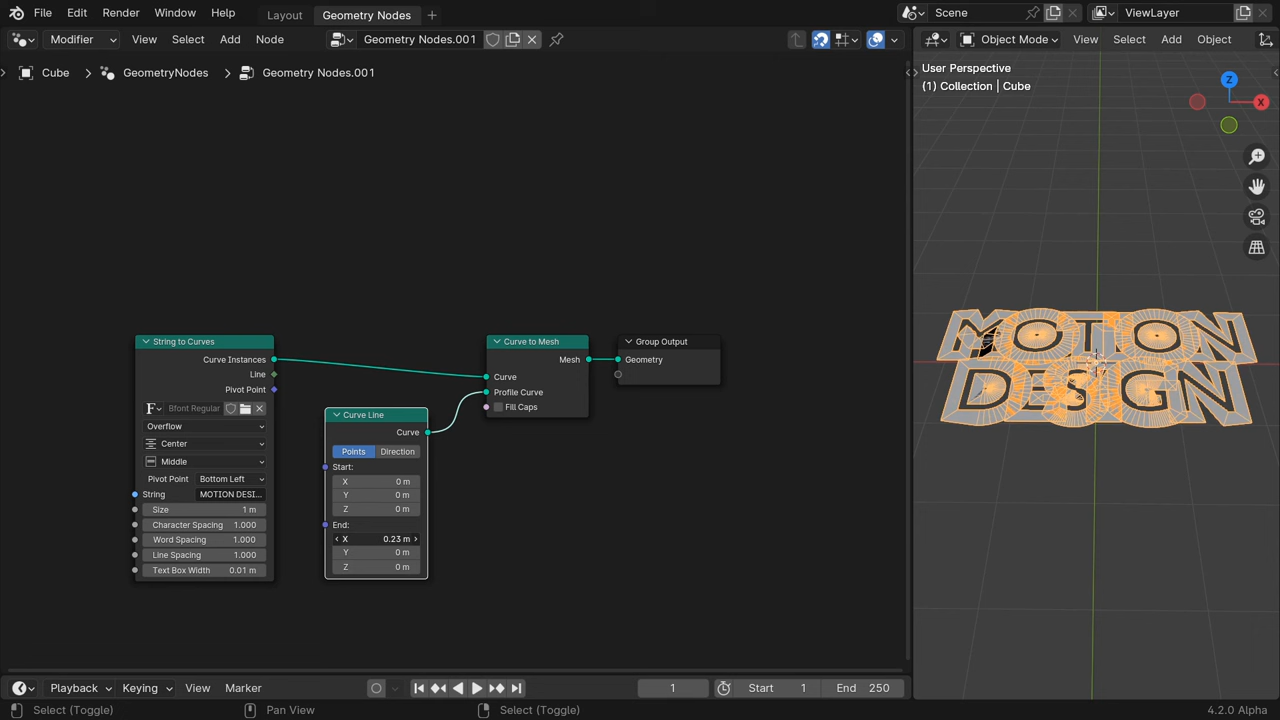 File Edit Render Window Help Layout Geometry Nodes + Scene ViewLayer
Modifier View Select Add Node Geometry Nodes.001 Object Mode View Select Add Object
Cube > GeometryNodes > Geometry Nodes.001
User Perspective
(1) Collection | Cube
Z
X
MOTION
DESIGN
String to Curves
Curve Instances
Line
Pivot Point
F Bfont Regular
Overflow
Center
Middle
Pivot Point Bottom Left
String MOTION DESI...
Size 1 m
Character Spacing 1.000
Word Spacing 1.000
Line Spacing 1.000
Text Box Width 0.01 m
Curve Line
Curve
Points Direction
Start:
X 0 m
Y 0 m
Z 0 m
End:
X 0.23 m
Y 0 m
Z 0 m
Curve to Mesh
Mesh
Curve
Profile Curve
Fill Caps
Group Output
Geometry
Playback Keying View Marker 1 Start 1 End 250
Select (Toggle) Pan View Select (Toggle) 4.2.0 Alpha